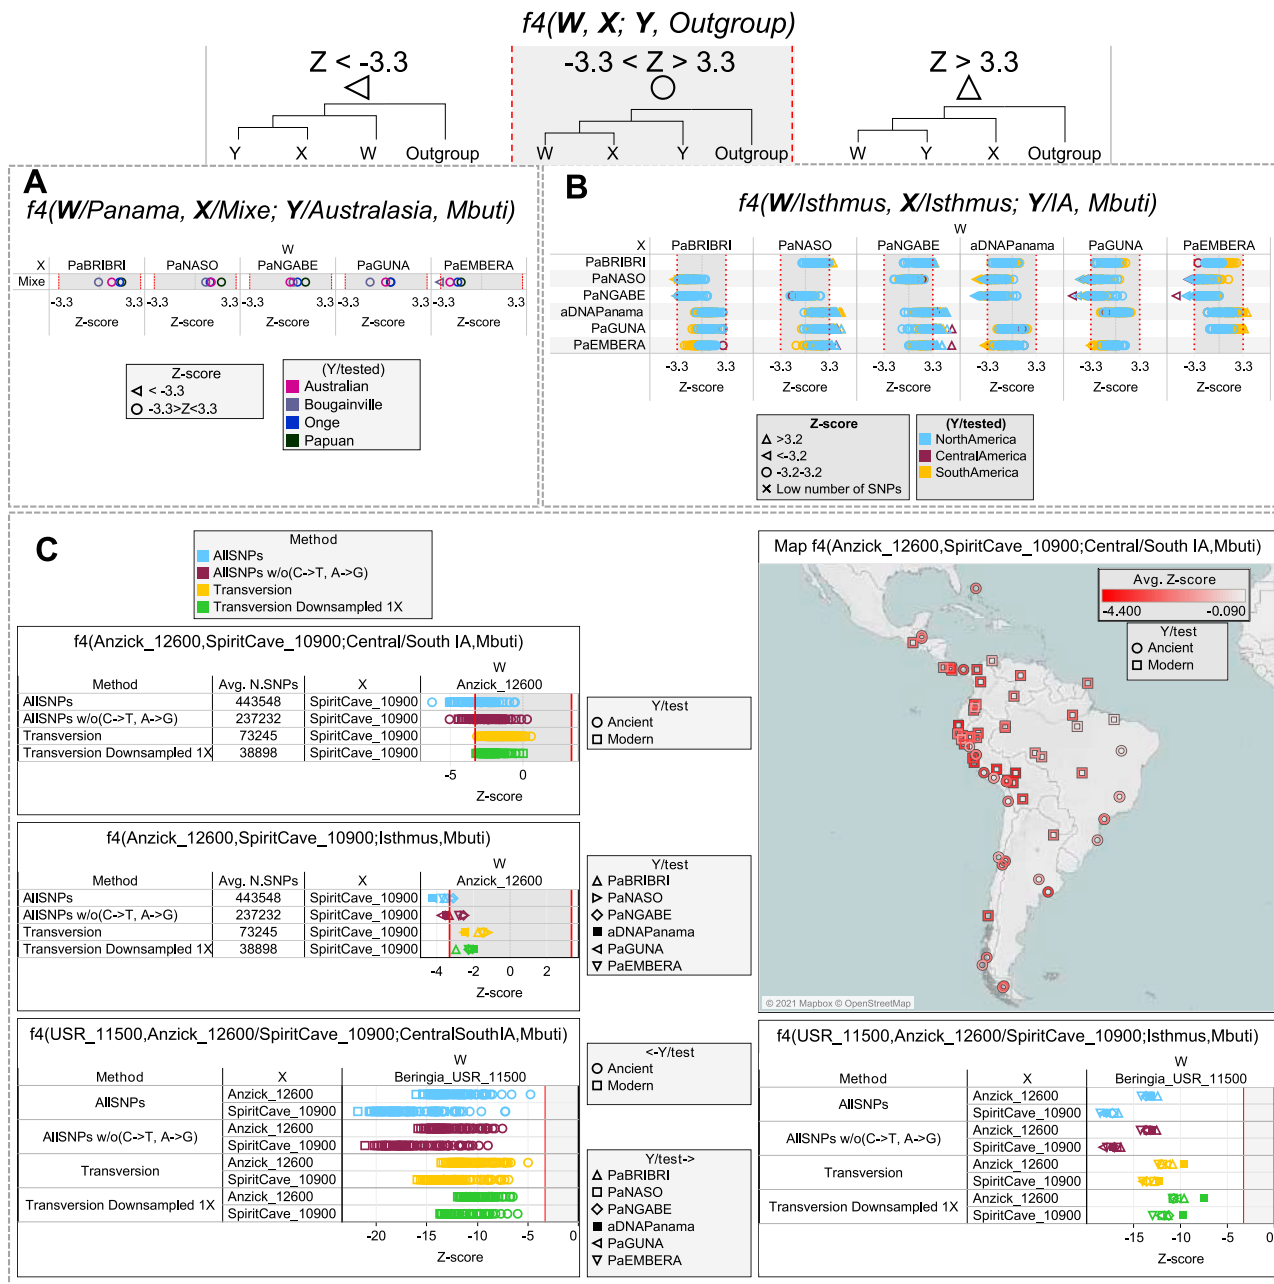 f4(W, X; Y, Outgroup)
Z < -3.3
-3.3 < Z > 3.3
Z > 3.3
Y X W Outgroup
W X Y Outgroup
W Y X Outgroup
A
f4(W/Panama, X/Mixe; Y/Australasia, Mbuti)
W
X PaBRIBRI PaNASO PaNGABE PaGUNA PaEMBERA
Mixe
-3.3 3.3 -3.3 3.3 -3.3 3.3 -3.3 3.3 -3.3 3.3
Z-score Z-score Z-score Z-score Z-score
Z-score
< -3.3
-3.3>Z<3.3
(Y/tested)
Australian
Bougainville
Onge
Papuan
B
f4(W/Isthmus, X/Isthmus; Y/IA, Mbuti)
W
X PaBRIBRI PaNASO PaNGABE aDNAPanama PaGUNA PaEMBERA
PaBRIBRI
PaNASO
PaNGABE
aDNAPanama
PaGUNA
PaEMBERA
-3.3 3.3 -3.3 3.3 -3.3 3.3 -3.3 3.3 -3.3 3.3 -3.3 3.3
Z-score Z-score Z-score Z-score Z-score Z-score
Z-score
>3.2
<-3.2
-3.2-3.2
Low number of SNPs
(Y/tested)
NorthAmerica
CentralAmerica
SouthAmerica
C
Method
AllSNPs
AllSNPs w/o(C->T, A->G)
Transversion
Transversion Downsampled 1X
f4(Anzick_12600,SpiritCave_10900;Central/South IA,Mbuti)
W
Method Avg. N.SNPs X Anzick_12600
AllSNPs 443548 SpiritCave_10900
AllSNPs w/o(C->T, A->G) 237232 SpiritCave_10900
Transversion 73245 SpiritCave_10900
Transversion Downsampled 1X 38898 SpiritCave_10900
-5 0
Z-score
Y/test
Ancient
Modern
f4(Anzick_12600,SpiritCave_10900;Isthmus,Mbuti)
W
Method Avg. N.SNPs X Anzick_12600
AllSNPs 443548 SpiritCave_10900
AllSNPs w/o(C->T, A->G) 237232 SpiritCave_10900
Transversion 73245 SpiritCave_10900
Transversion Downsampled 1X 38898 SpiritCave_10900
-4 -2 0 2
Z-score
Y/test
PaBRIBRI
PaNASO
PaNGABE
aDNAPanama
PaGUNA
PaEMBERA
Map f4(Anzick_12600,SpiritCave_10900;Central/South IA,Mbuti)
Avg. Z-score
-4.400 -0.090
Y/test
Ancient
Modern
© 2021 Mapbox © OpenStreetMap
f4(USR_11500,Anzick_12600/SpiritCave_10900;CentralSouthIA,Mbuti)
W
Method X Beringia_USR_11500
AllSNPs
Anzick_12600
SpiritCave_10900
AllSNPs w/o(C->T, A->G)
Anzick_12600
SpiritCave_10900
Transversion
Anzick_12600
SpiritCave_10900
Transversion Downsampled 1X
Anzick_12600
SpiritCave_10900
-20 -15 -10 -5 0
Z-score
<-Y/test
Ancient
Modern
Y/test->
PaBRIBRI
PaNASO
PaNGABE
aDNAPanama
PaGUNA
PaEMBERA
f4(USR_11500,Anzick_12600/SpiritCave_10900;Isthmus,Mbuti)
W
Method X Beringia_USR_11500
AllSNPs
Anzick_12600
SpiritCave_10900
AllSNPs w/o(C->T, A->G)
Anzick_12600
SpiritCave_10900
Transversion
Anzick_12600
SpiritCave_10900
Transversion Downsampled 1X
Anzick_12600
SpiritCave_10900
-15 -10 -5 0
Z-score